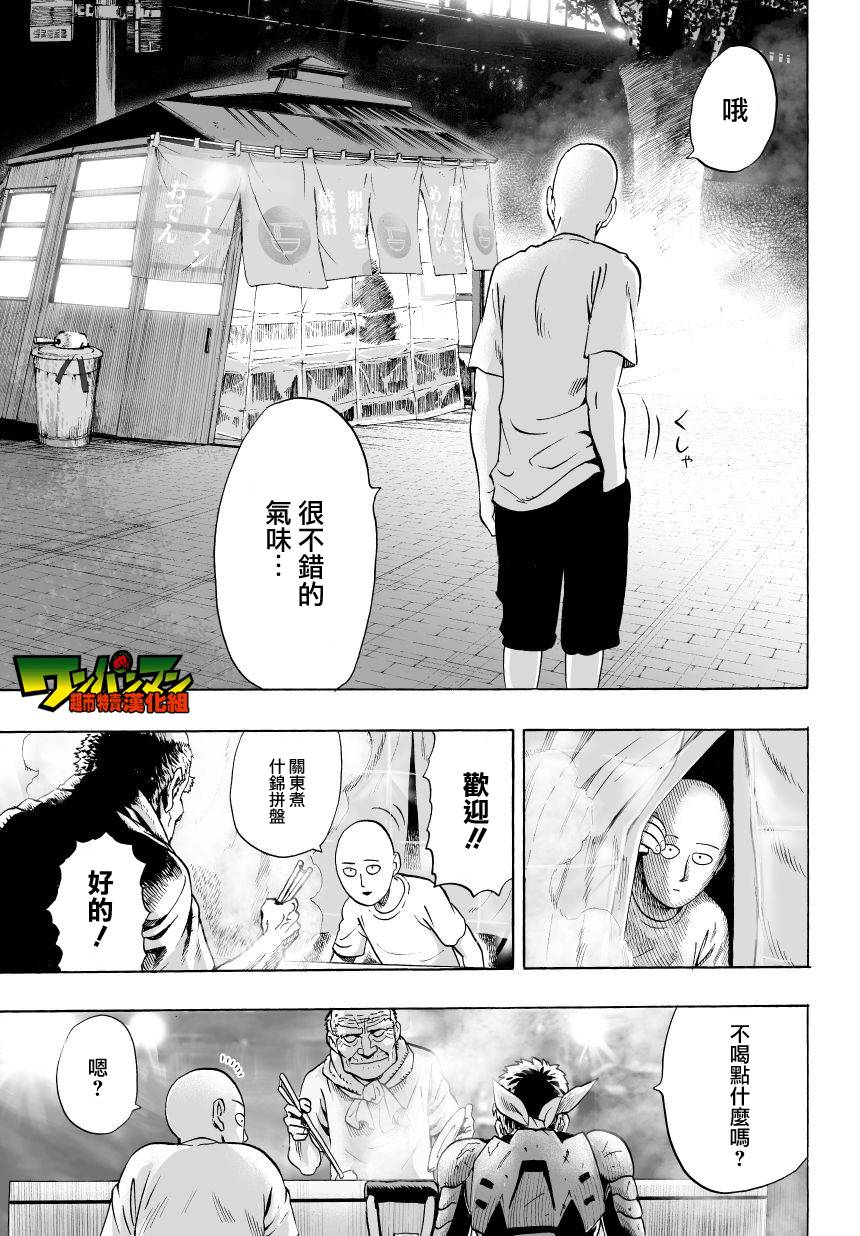 哦
ラーメン
おでん
焼酎
卵焼き
めんたい
くしゃ
很不錯的
氣味…
ワンパンマン
超市特賣漢化組
歡迎!!
關東煮
什錦拼盤
好的!
不喝點什麼嗎?
嗯?